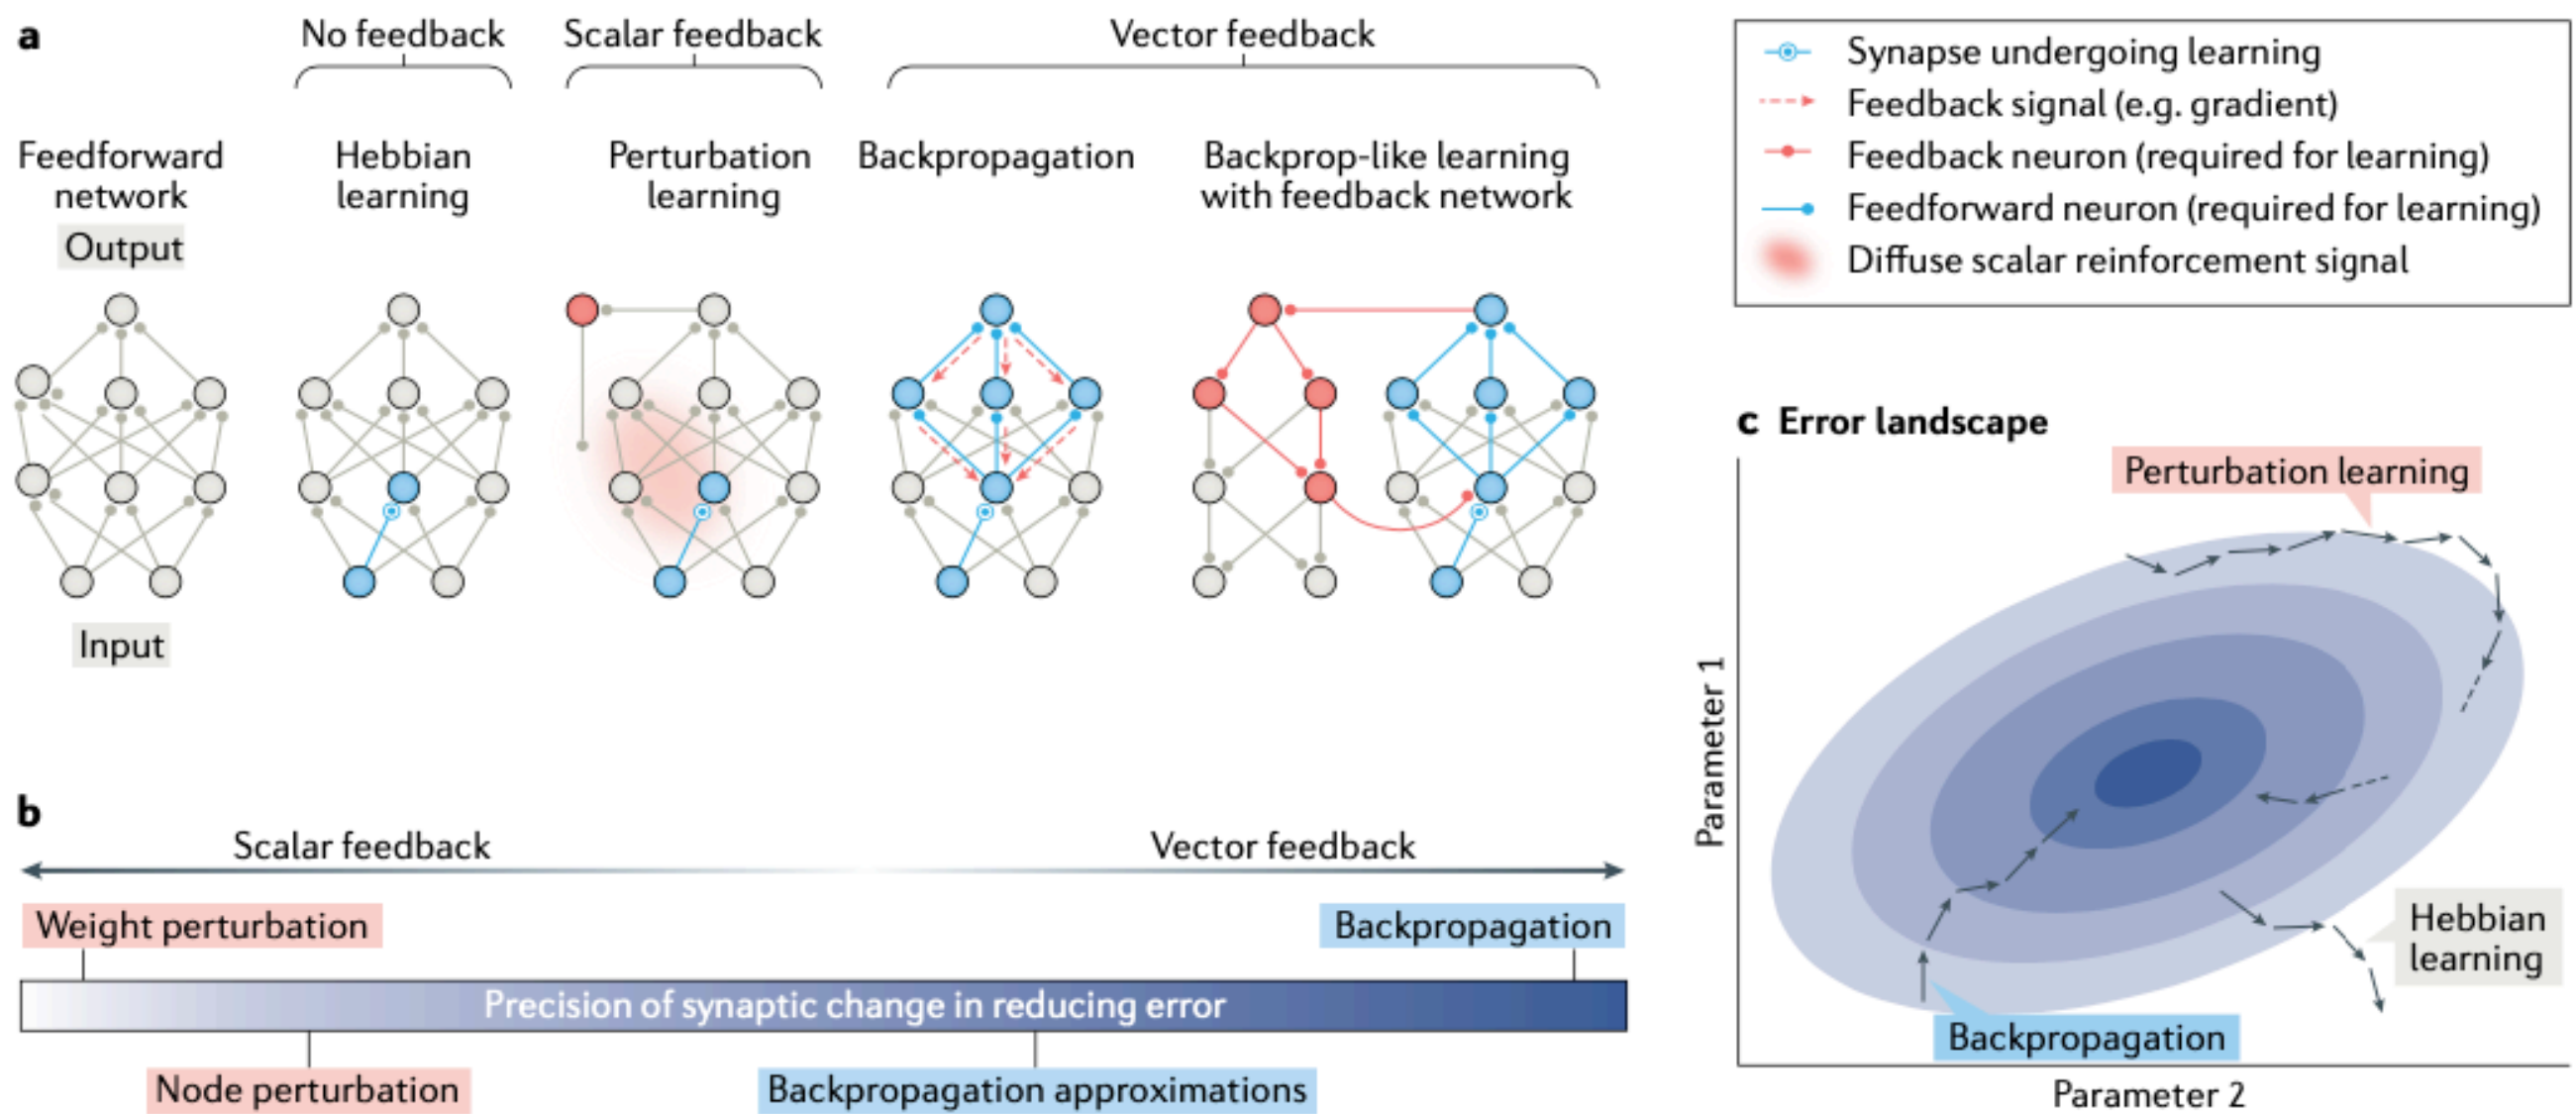 a
No feedback
Scalar feedback
Vector feedback
Feedforward
network
Hebbian
learning
Perturbation
learning
Backpropagation
Backprop-like learning
with feedback network
Output
Input
Synapse undergoing learning
Feedback signal (e.g. gradient)
Feedback neuron (required for learning)
Feedforward neuron (required for learning)
Diffuse scalar reinforcement signal
b
Scalar feedback
Vector feedback
Weight perturbation
Backpropagation
Precision of synaptic change in reducing error
Node perturbation
Backpropagation approximations
c Error landscape
Perturbation learning
Parameter 1
Hebbian
learning
Backpropagation
Parameter 2